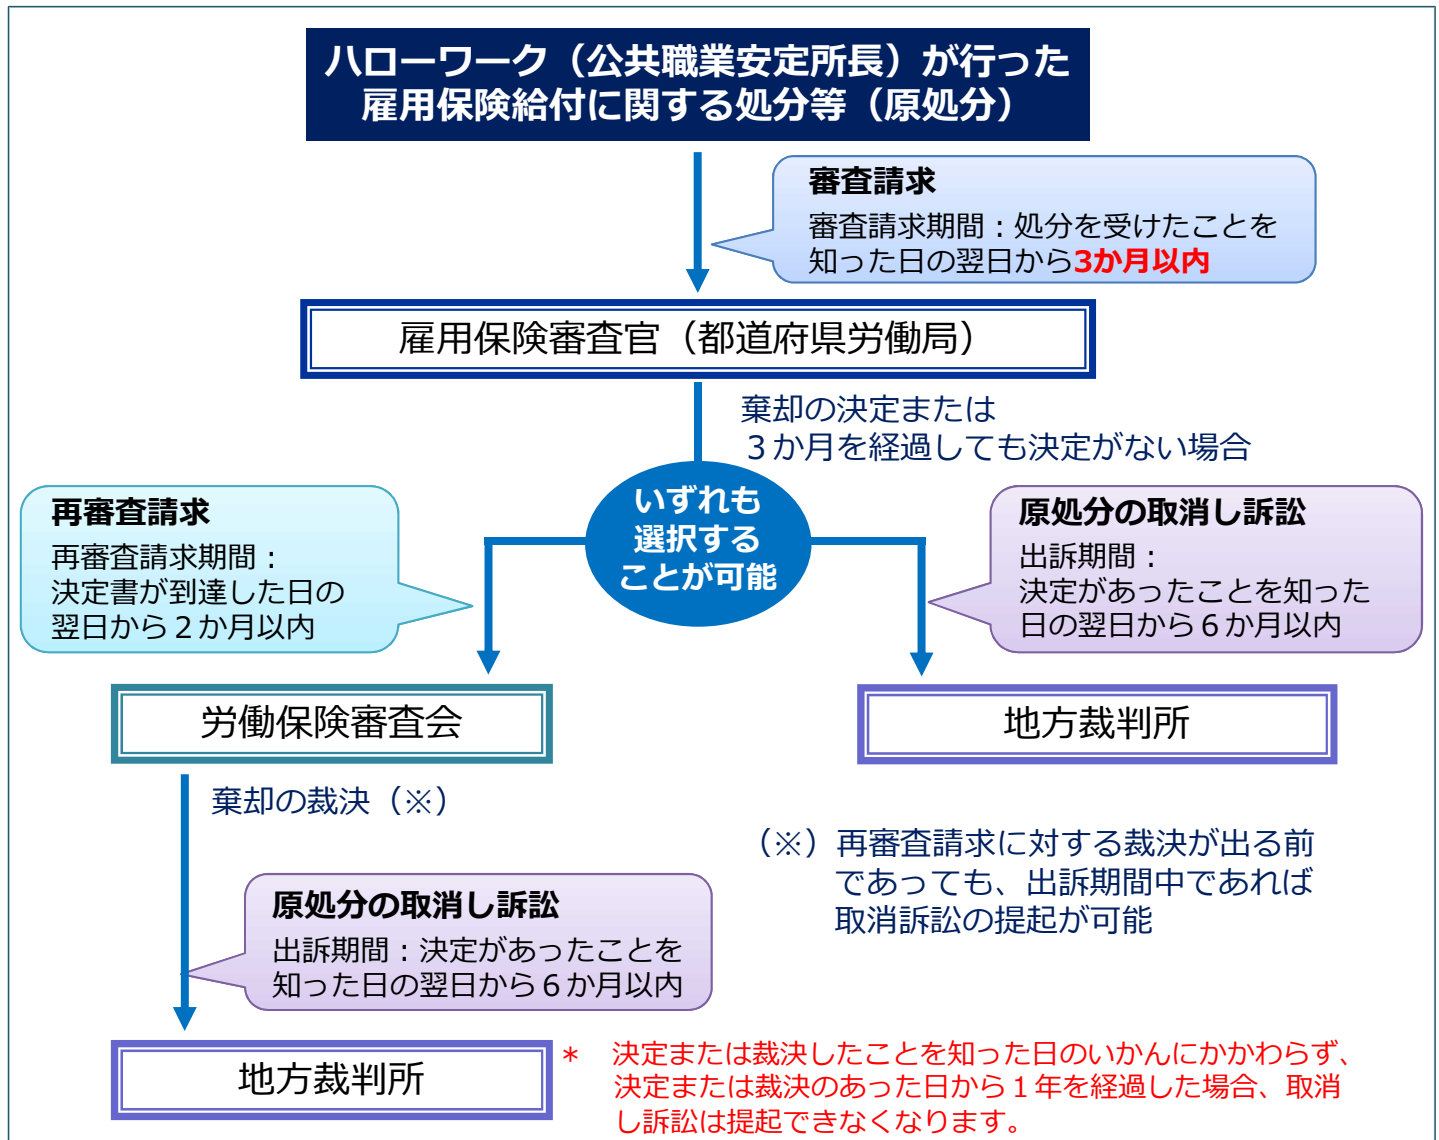 ハローワーク（公共職業安定所長）が行った
雇用保険給付に関する処分等（原処分）
審査請求
審査請求期間：処分を受けたことを
知った日の翌日から3か月以内
雇用保険審査官（都道府県労働局）
棄却の決定または
３か月を経過しても決定がない場合
いずれも
選択する
ことが可能
再審査請求
再審査請求期間：
決定書が到達した日の
翌日から２か月以内
原処分の取消し訴訟
出訴期間：
決定があったことを知った
日の翌日から６か月以内
労働保険審査会
地方裁判所
棄却の裁決（※）
（※）再審査請求に対する裁決が出る前
であっても、出訴期間中であれば
取消訴訟の提起が可能
原処分の取消し訴訟
出訴期間：決定があったことを
知った日の翌日から６か月以内
地方裁判所
*　決定または裁決したことを知った日のいかんにかかわらず、
決定または裁決のあった日から１年を経過した場合、取消
し訴訟は提起できなくなります。